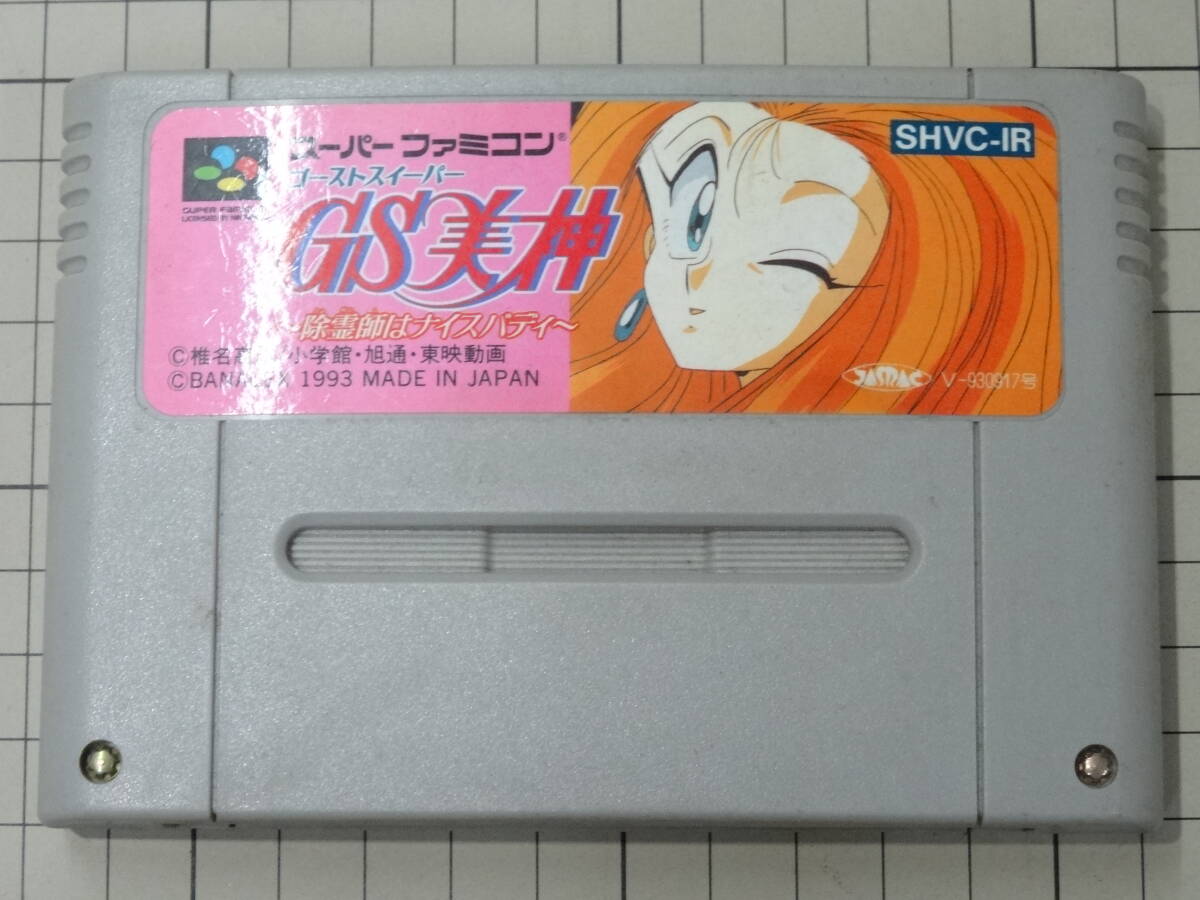 スーパーファミコン®
ゴーストスイーパー
GS美神
～除霊師はナイスバディ～
SUPER FAMICOM
©椎名 小学館・旭通・東映動画
© 1993 MADE IN JAPAN
SHVC-IR
JASRAC V-930917号